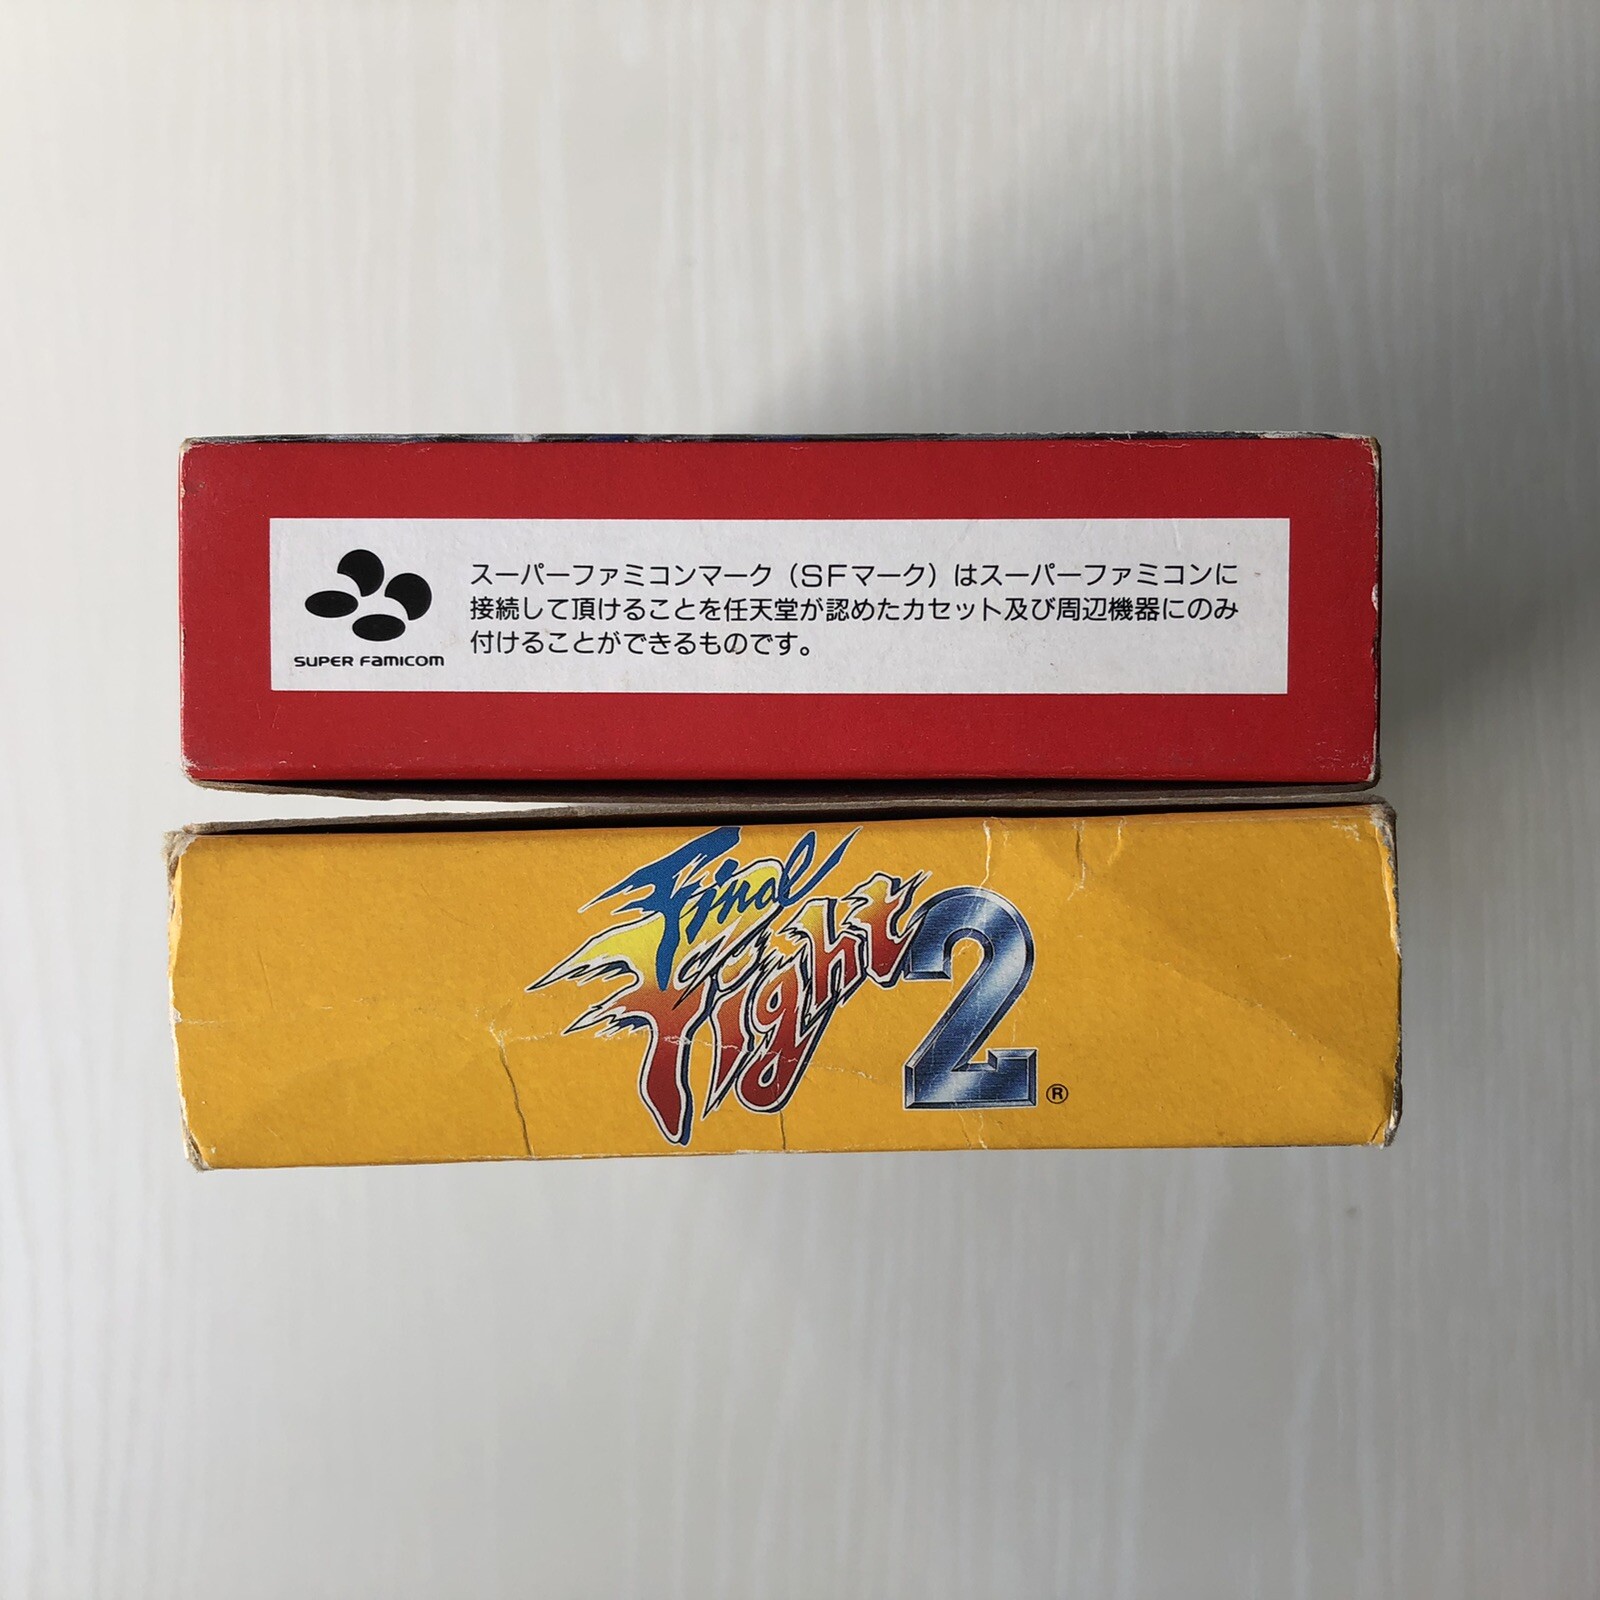 スーパーファミコンマーク（SFマーク）はスーパーファミコンに
接続して頂けることを任天堂が認めたカセット及び周辺機器にのみ
付けることができるものです。
SUPER FAMICOM
Final
Fight 2 ®